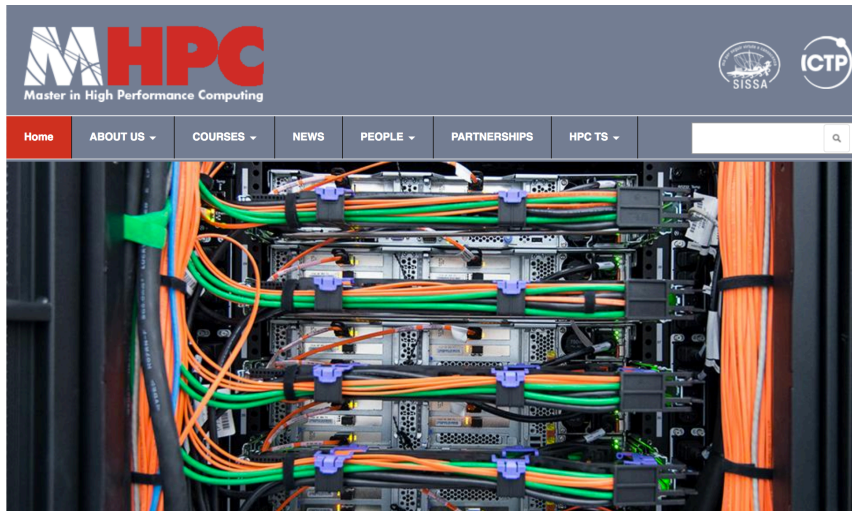 MHPC
Master in High Performance Computing
SISSA
ICTP
Home
ABOUT US
COURSES
NEWS
PEOPLE
PARTNERSHIPS
HPC TS